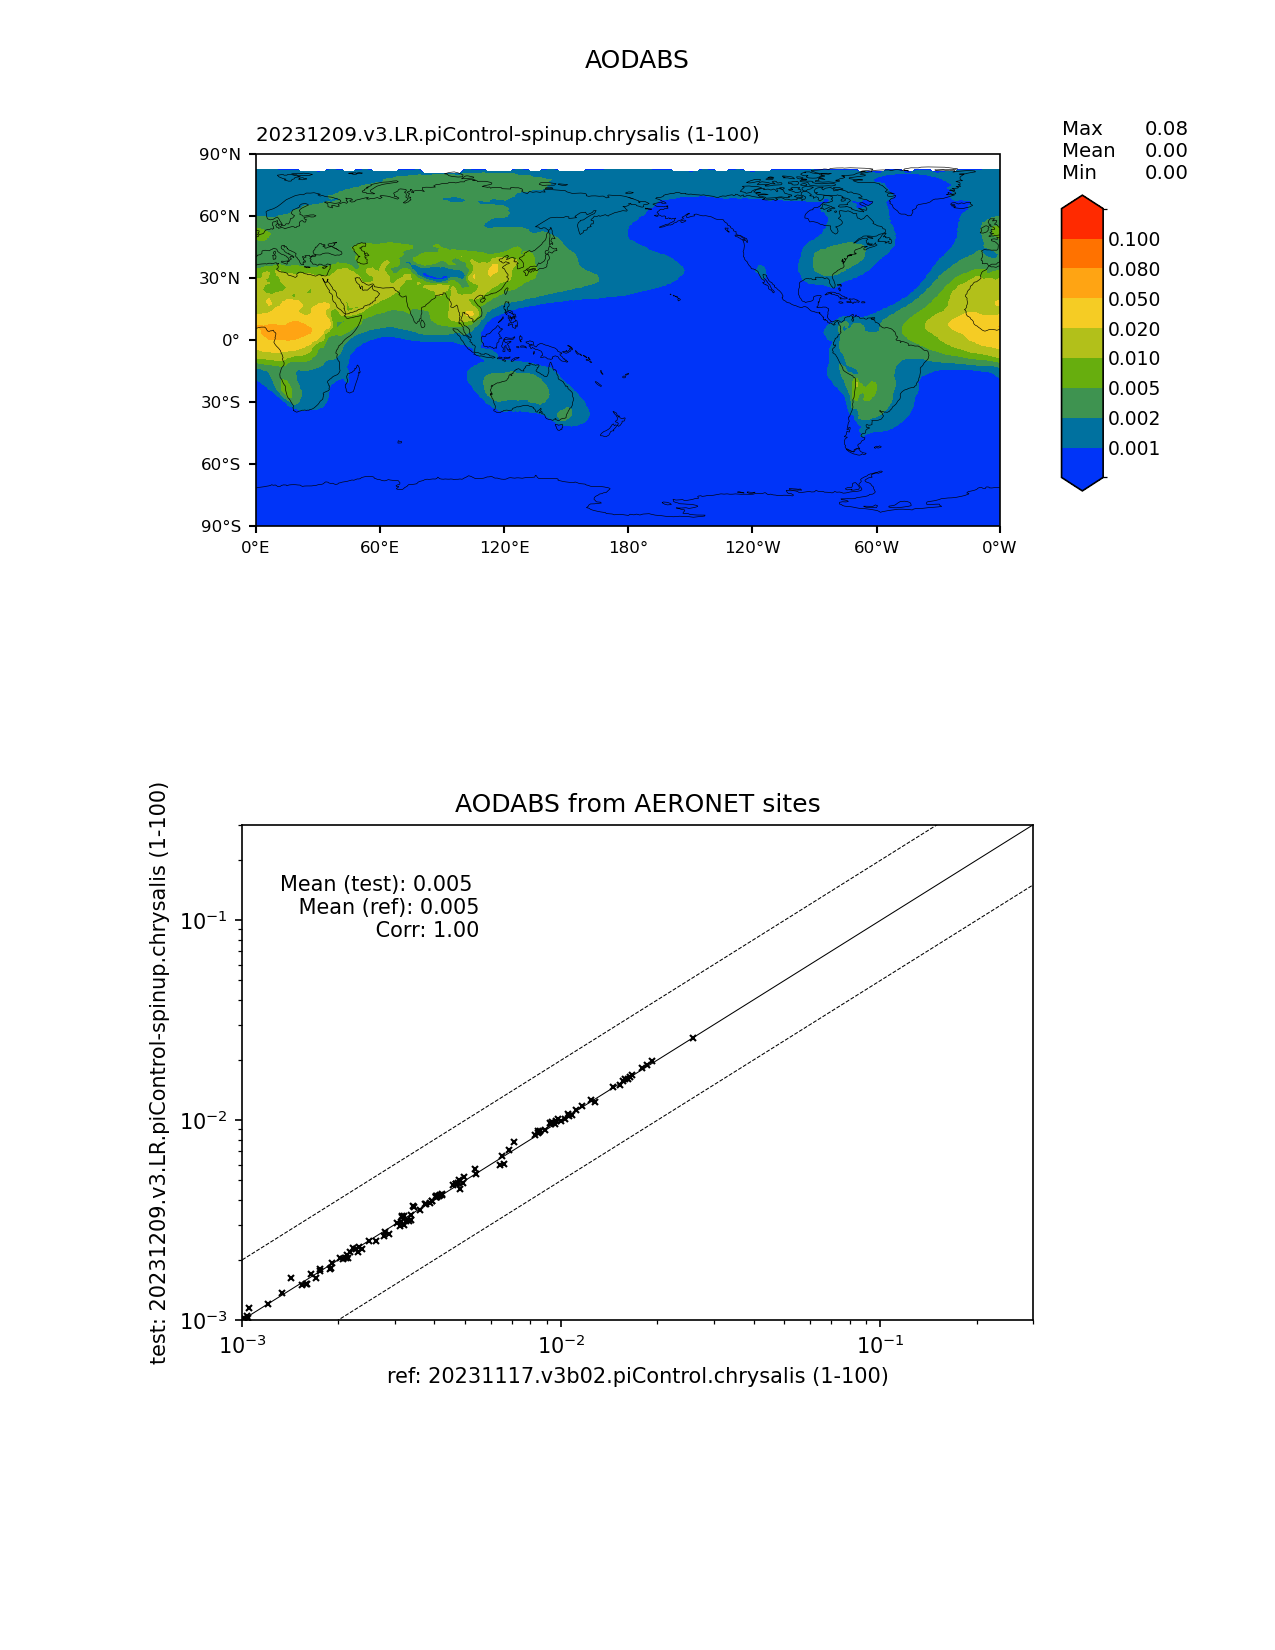 AODABS
20231209.v3.LR.piControl-spinup.chrysalis (1-100)
Max 0.08
Mean 0.00
Min 0.00
90°N
60°N
30°N
0°
30°S
60°S
90°S
0°E 60°E 120°E 180° 120°W 60°W 0°W
0.100
0.080
0.050
0.020
0.010
0.005
0.002
0.001
AODABS from AERONET sites
test: 20231209.v3.LR.piControl-spinup.chrysalis (1-100)
Mean (test): 0.005
Mean (ref): 0.005
Corr: 1.00
10⁻¹
10⁻²
10⁻³
10⁻³ 10⁻² 10⁻¹
ref: 20231117.v3b02.piControl.chrysalis (1-100)